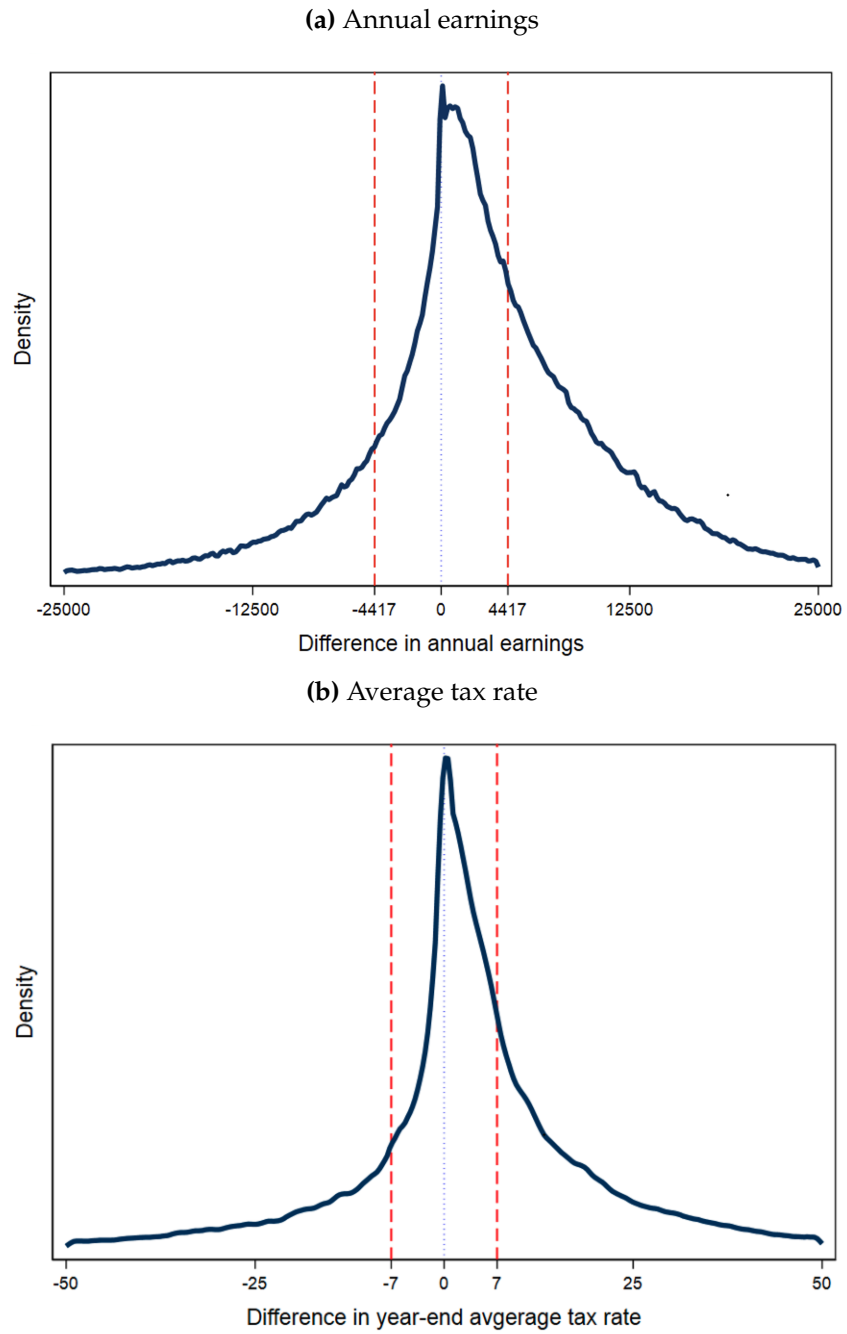 (a) Annual earnings
Density
-25000 -12500 -4417 0 4417 12500 25000
Difference in annual earnings
(b) Average tax rate
Density
-50 -25 -7 0 7 25 50
Difference in year-end avgerage tax rate